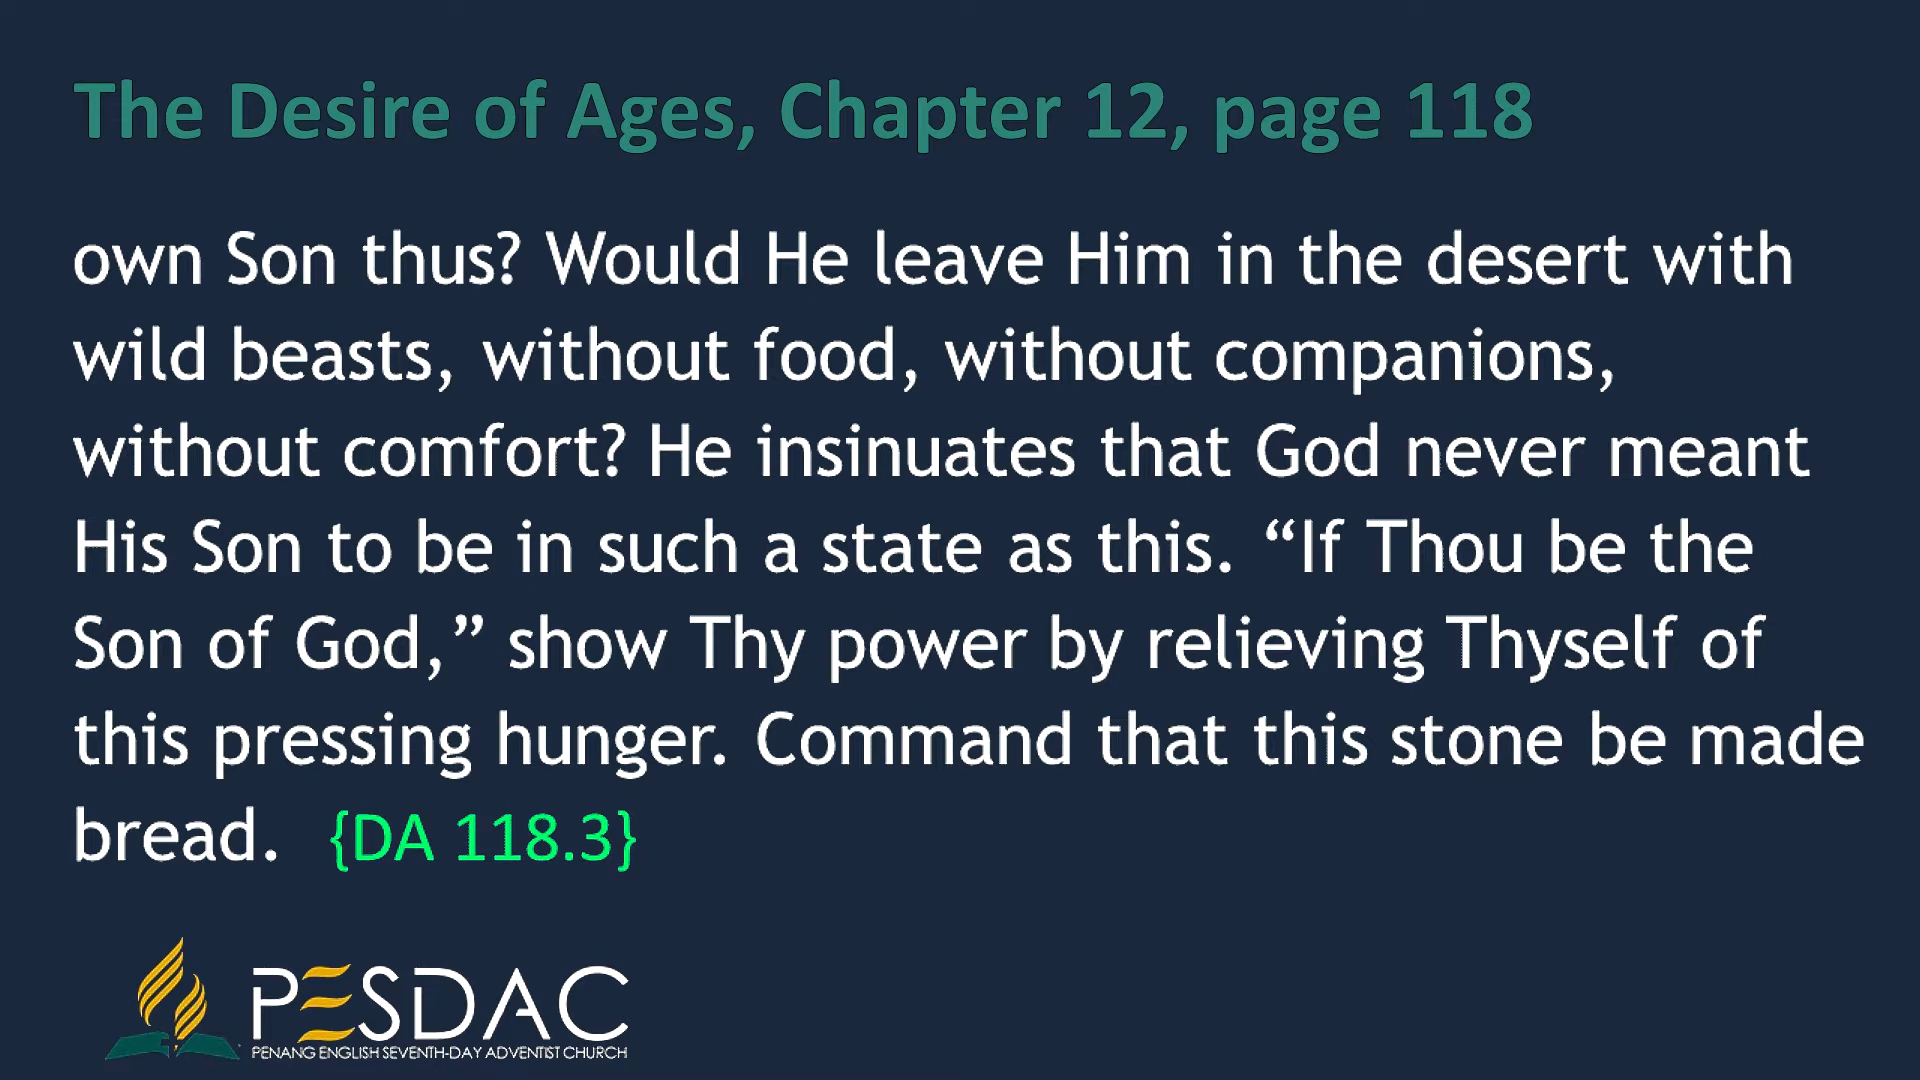 The Desire of Ages, Chapter 12, page 118
own Son thus? Would He leave Him in the desert with
wild beasts, without food, without companions,
without comfort? He insinuates that God never meant
His Son to be in such a state as this. “If Thou be the
Son of God,” show Thy power by relieving Thyself of
this pressing hunger. Command that this stone be made
bread. {DA 118.3}
PESDAC
PENANG ENGLISH SEVENTH-DAY ADVENTIST CHURCH